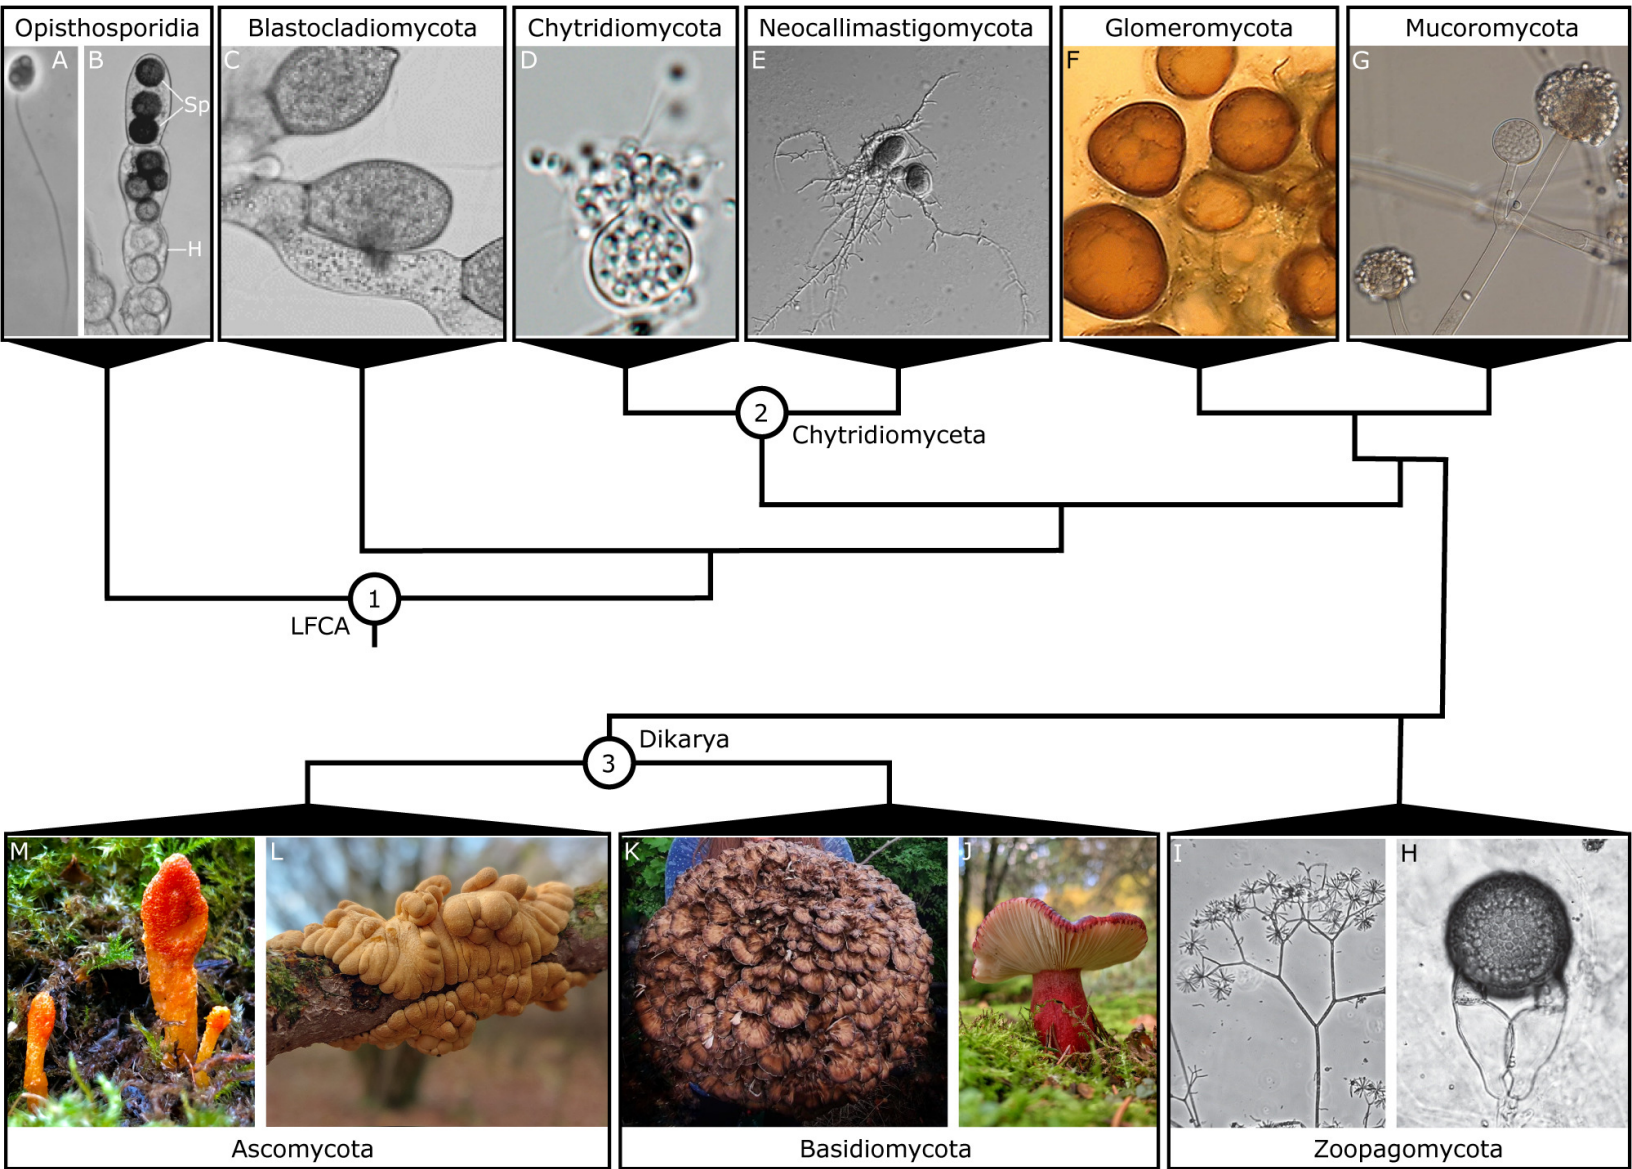 Opisthosporidia
Blastocladiomycota
Chytridiomycota
Neocallimastigomycota
Glomeromycota
Mucoromycota
A
B
C
D
E
F
G
Sp
H
2
Chytridiomyceta
1
LFCA
Dikarya
3
M
L
K
J
I
H
Ascomycota
Basidiomycota
Zoopagomycota